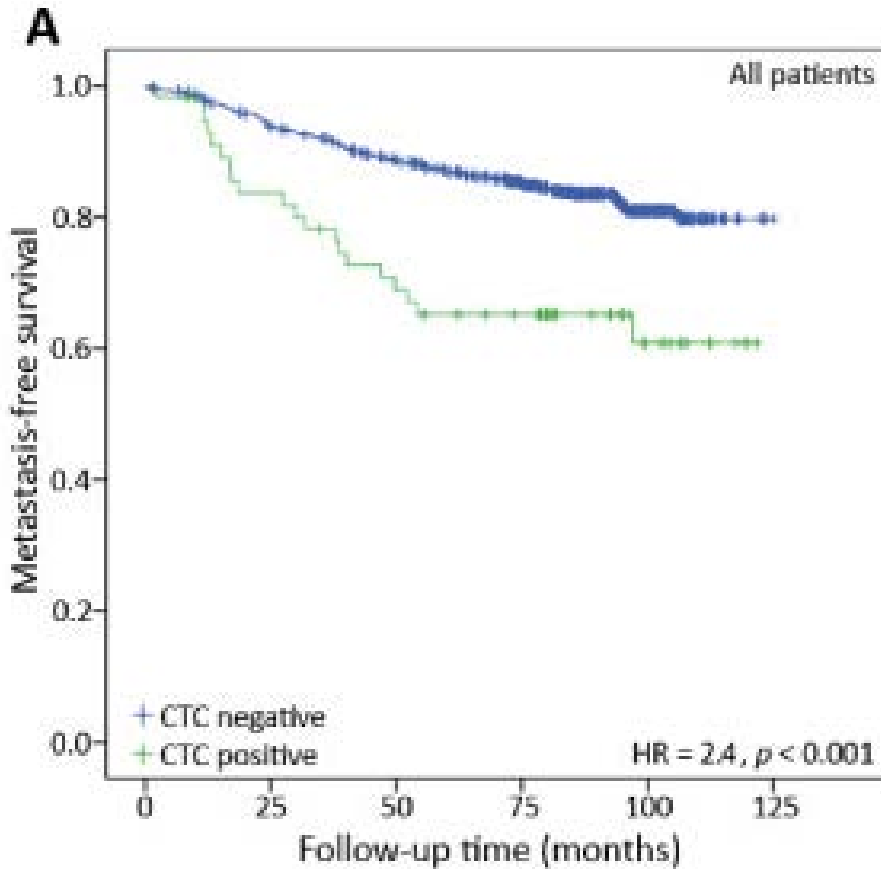 A
All patients
1.0
0.8
0.6
0.4
0.2
0.0
Metastasis-free survival
CTC negative
CTC positive
HR = 2.4, p < 0.001
0 25 50 75 100 125
Follow-up time (months)